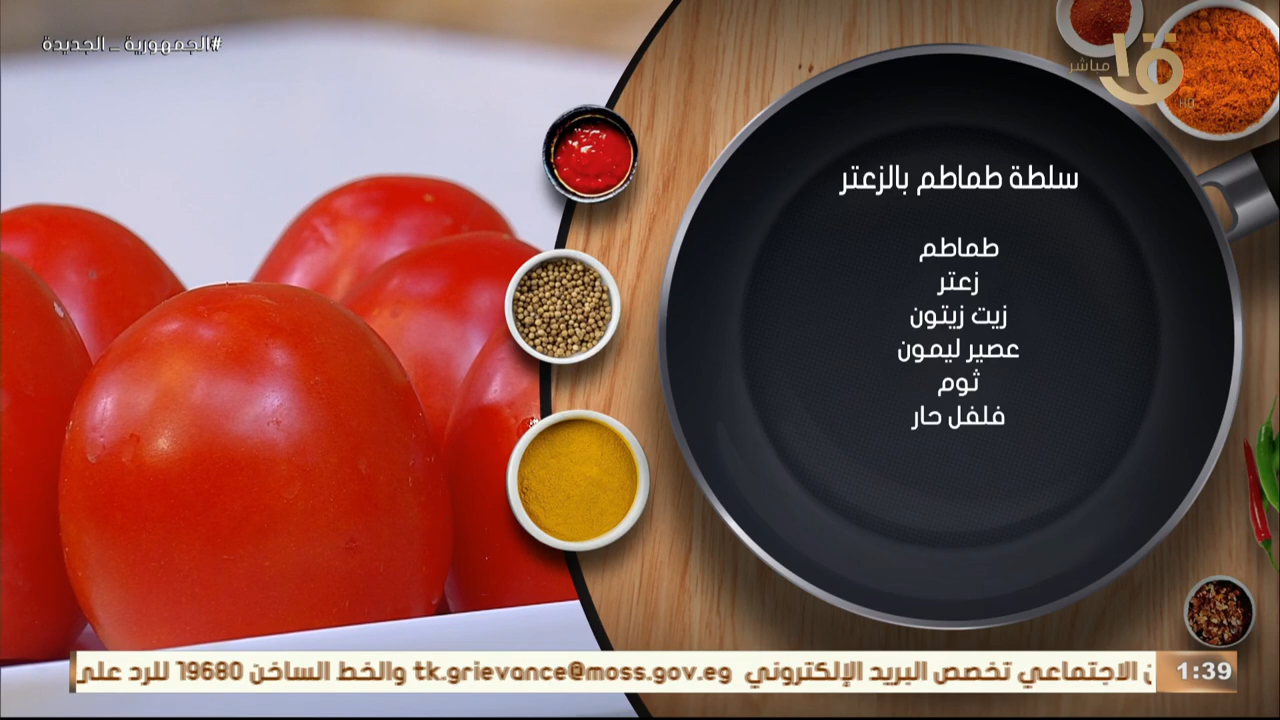 #الجمهورية_الجديدة
مباشر
HD
سلطة طماطم بالزعتر
طماطم
زعتر
زيت زيتون
عصير ليمون
ثوم
فلفل حار
الاجتماعي تخصص البريد الإلكتروني tk.grievance@moss.gov.eg والخط الساخن 19680 للرد على
1:39